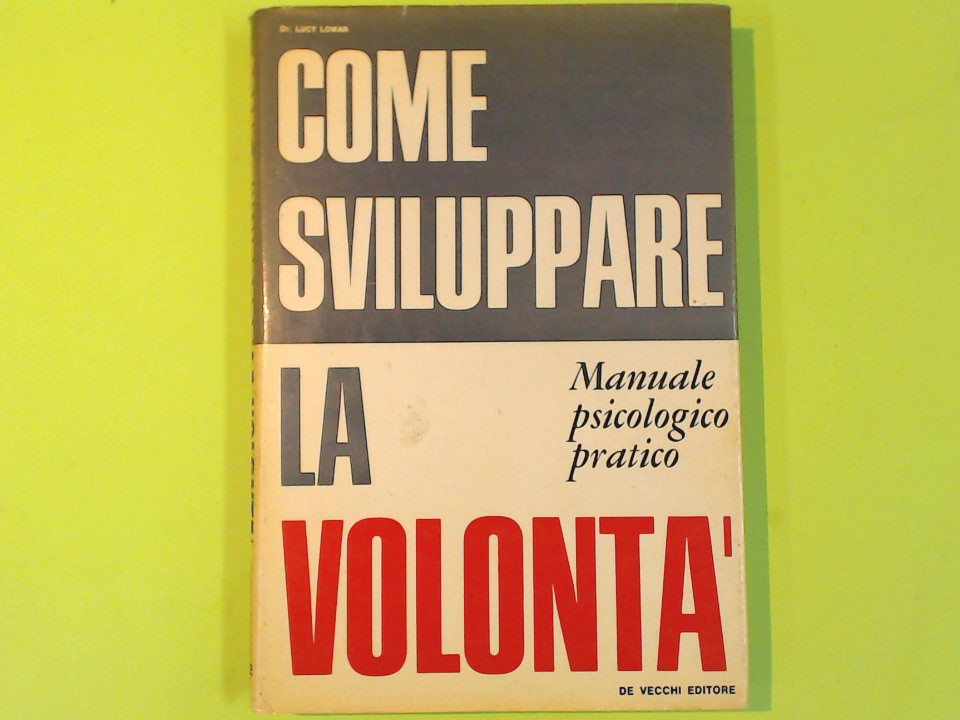 Dr. LUCY LOWAR
COME
SVILUPPARE
LA
Manuale
psicologico
pratico
VOLONTA'
DE VECCHI EDITORE